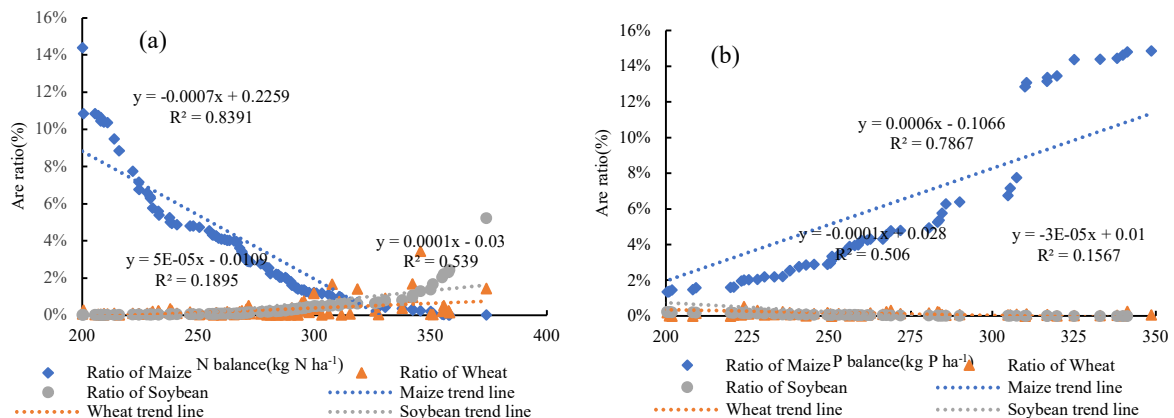 16%
14%
12%
10%
8%
6%
4%
2%
0%
Are ratio(%)
(a)
y = -0.0007x + 0.2259
R² = 0.8391
y = 5E-05x - 0.0109
R² = 0.1895
y = 0.0001x - 0.03
R² = 0.539
200 250 300 350 400
N balance(kg N ha⁻¹)
Ratio of Maize
Ratio of Wheat
Ratio of Soybean
Maize trend line
Wheat trend line
Soybean trend line
16%
14%
12%
10%
8%
6%
4%
2%
0%
Are ratio(%)
(b)
y = 0.0006x - 0.1066
R² = 0.7867
y = -0.0001x + 0.028
R² = 0.506
y = -3E-05x + 0.01
R² = 0.1567
200 225 250 275 300 325 350
P balance(kg P ha⁻¹)
Ratio of Maize
Ratio of Wheat
Ratio of Soybean
Maize trend line
Wheat trend line
Soybean trend line